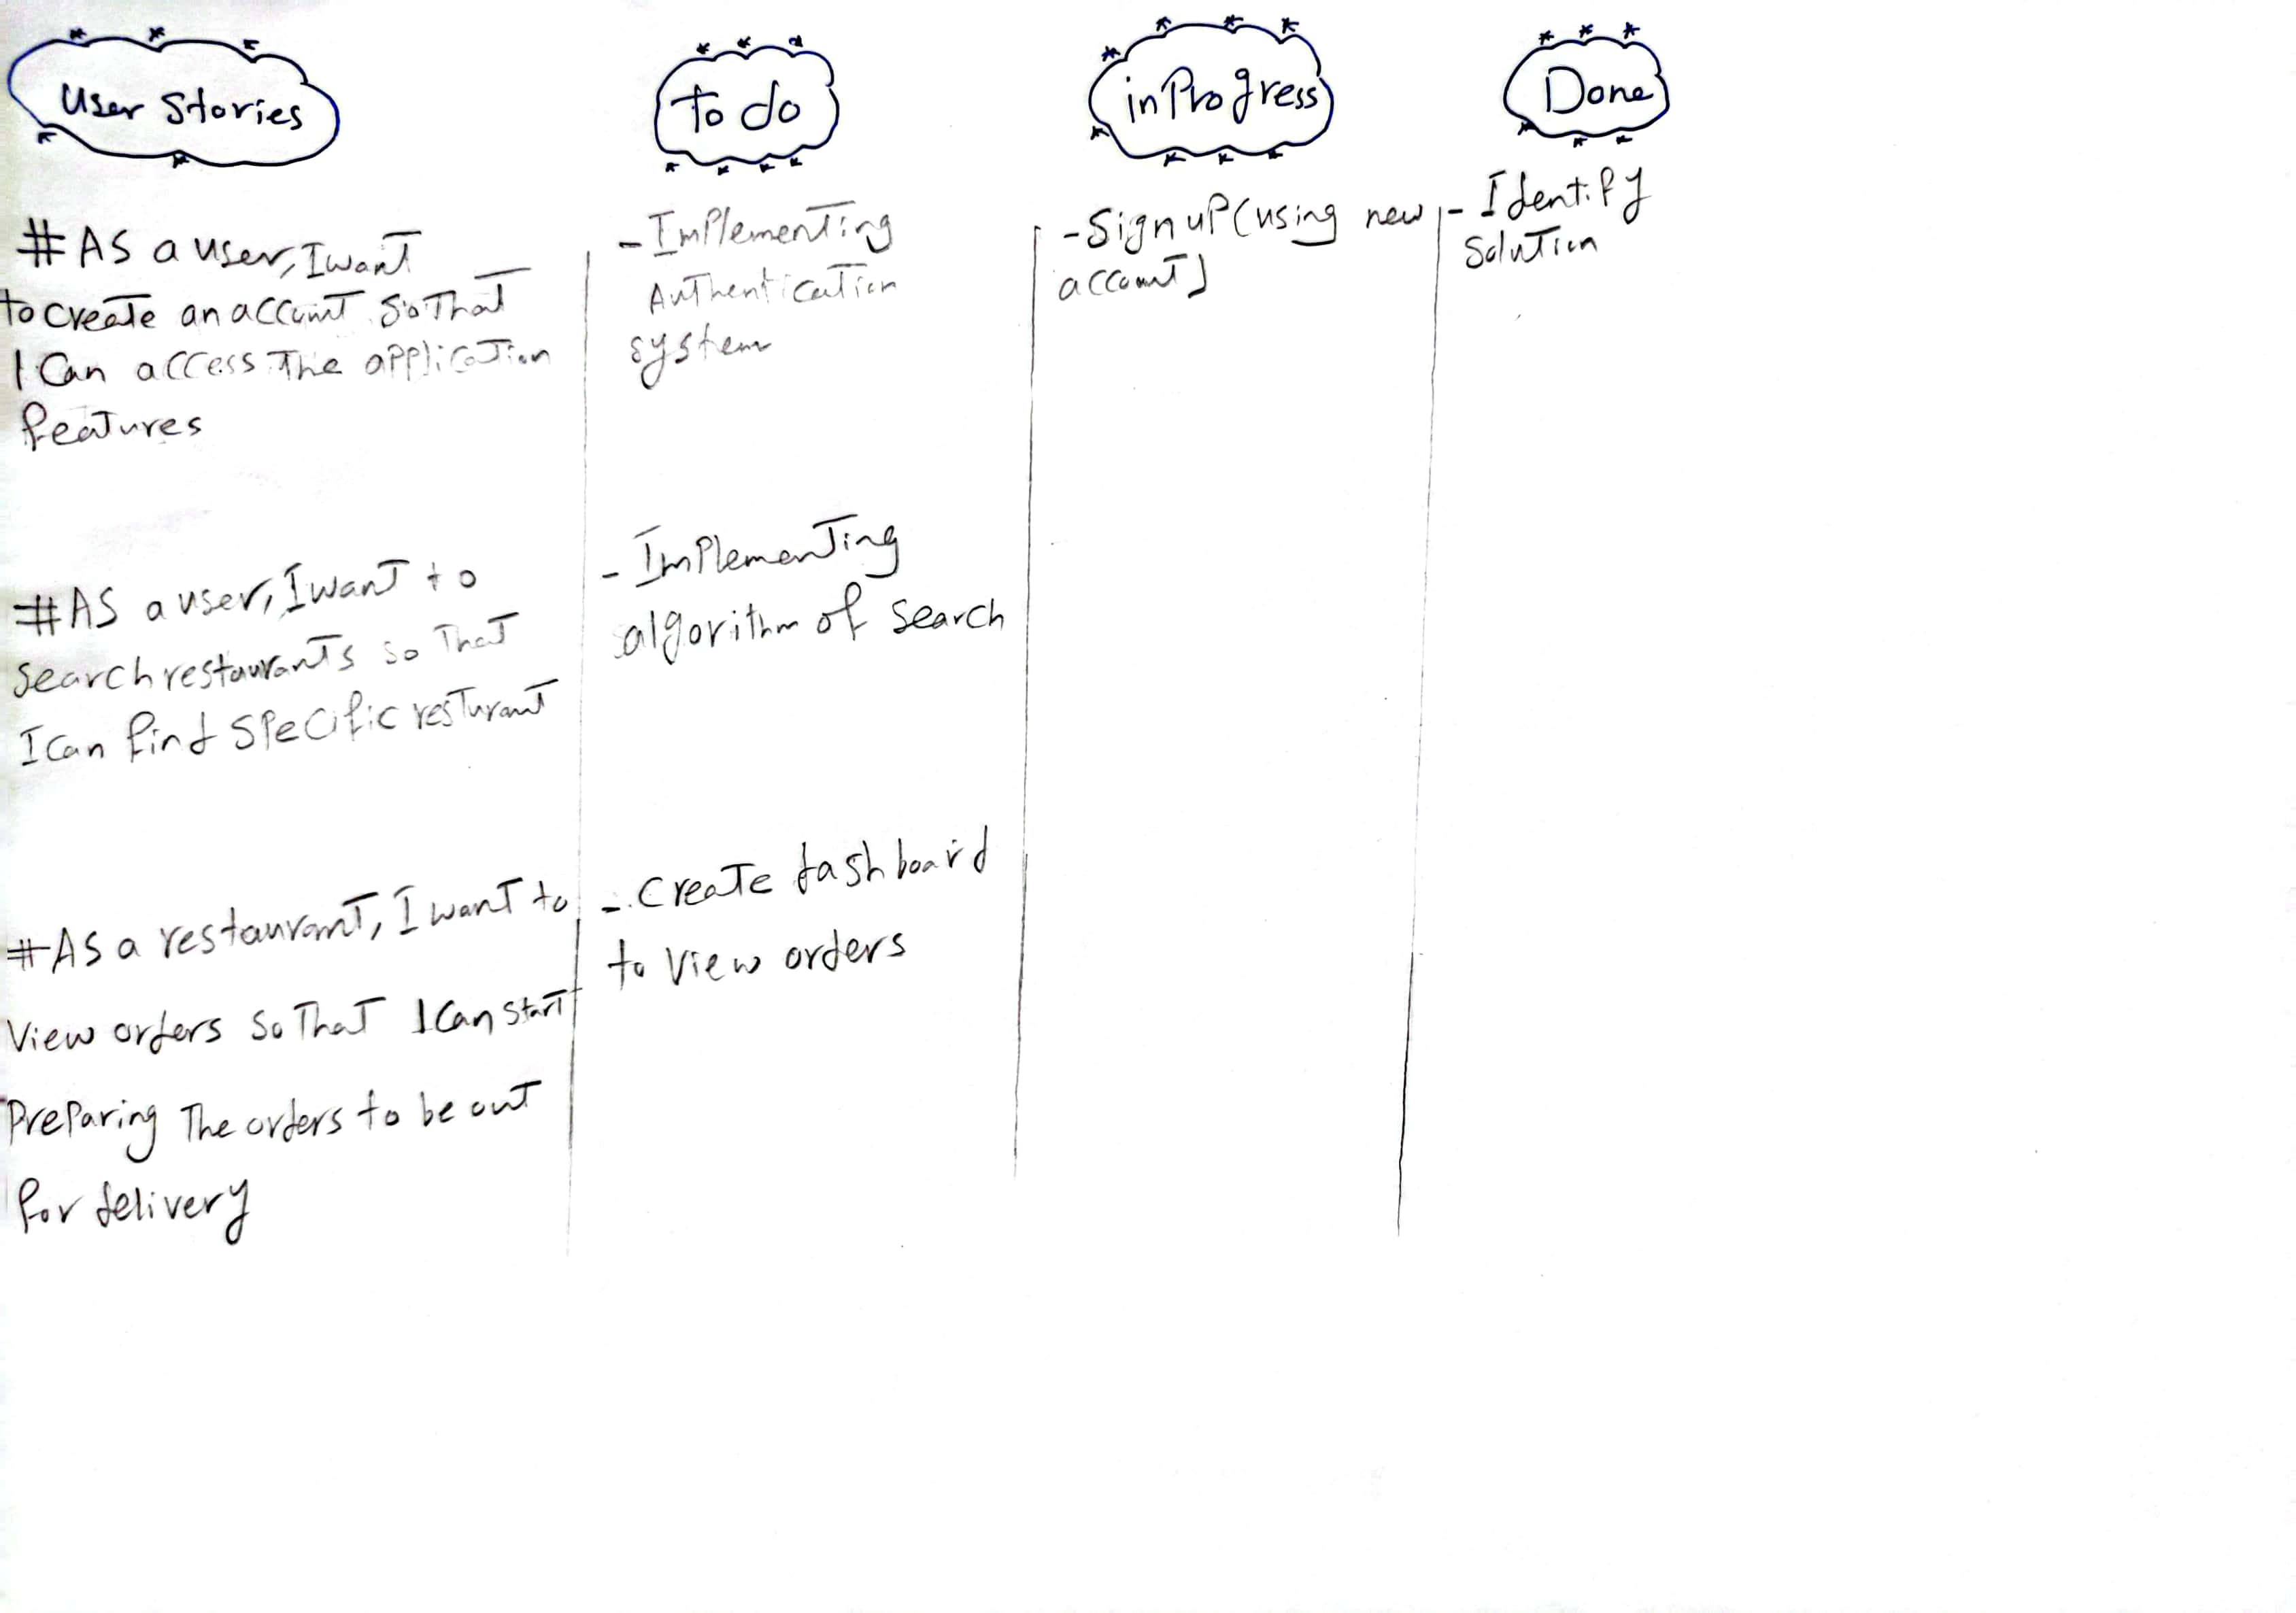 User Stories
To do
in Progress
Done
# AS a user, I want
to create an account so That
I Can access The application
features
- Implementing
Authentication
system
- Sign up (using new
account)
- Identify
solution
# AS a user, I want to
search restaurants so That
I Can find specific resturant
- Implementing
algorithm of search
# As a restaurant, I want to
View orders so That I Can start
Preparing The orders to be out
for delivery
- Create dashboard
to view orders